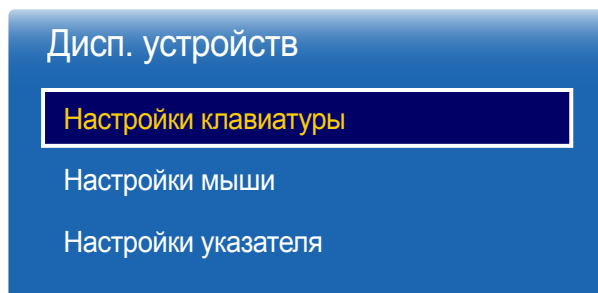 Дисп. устройств
Настройки клавиатуры
Настройки мыши
Настройки указателя